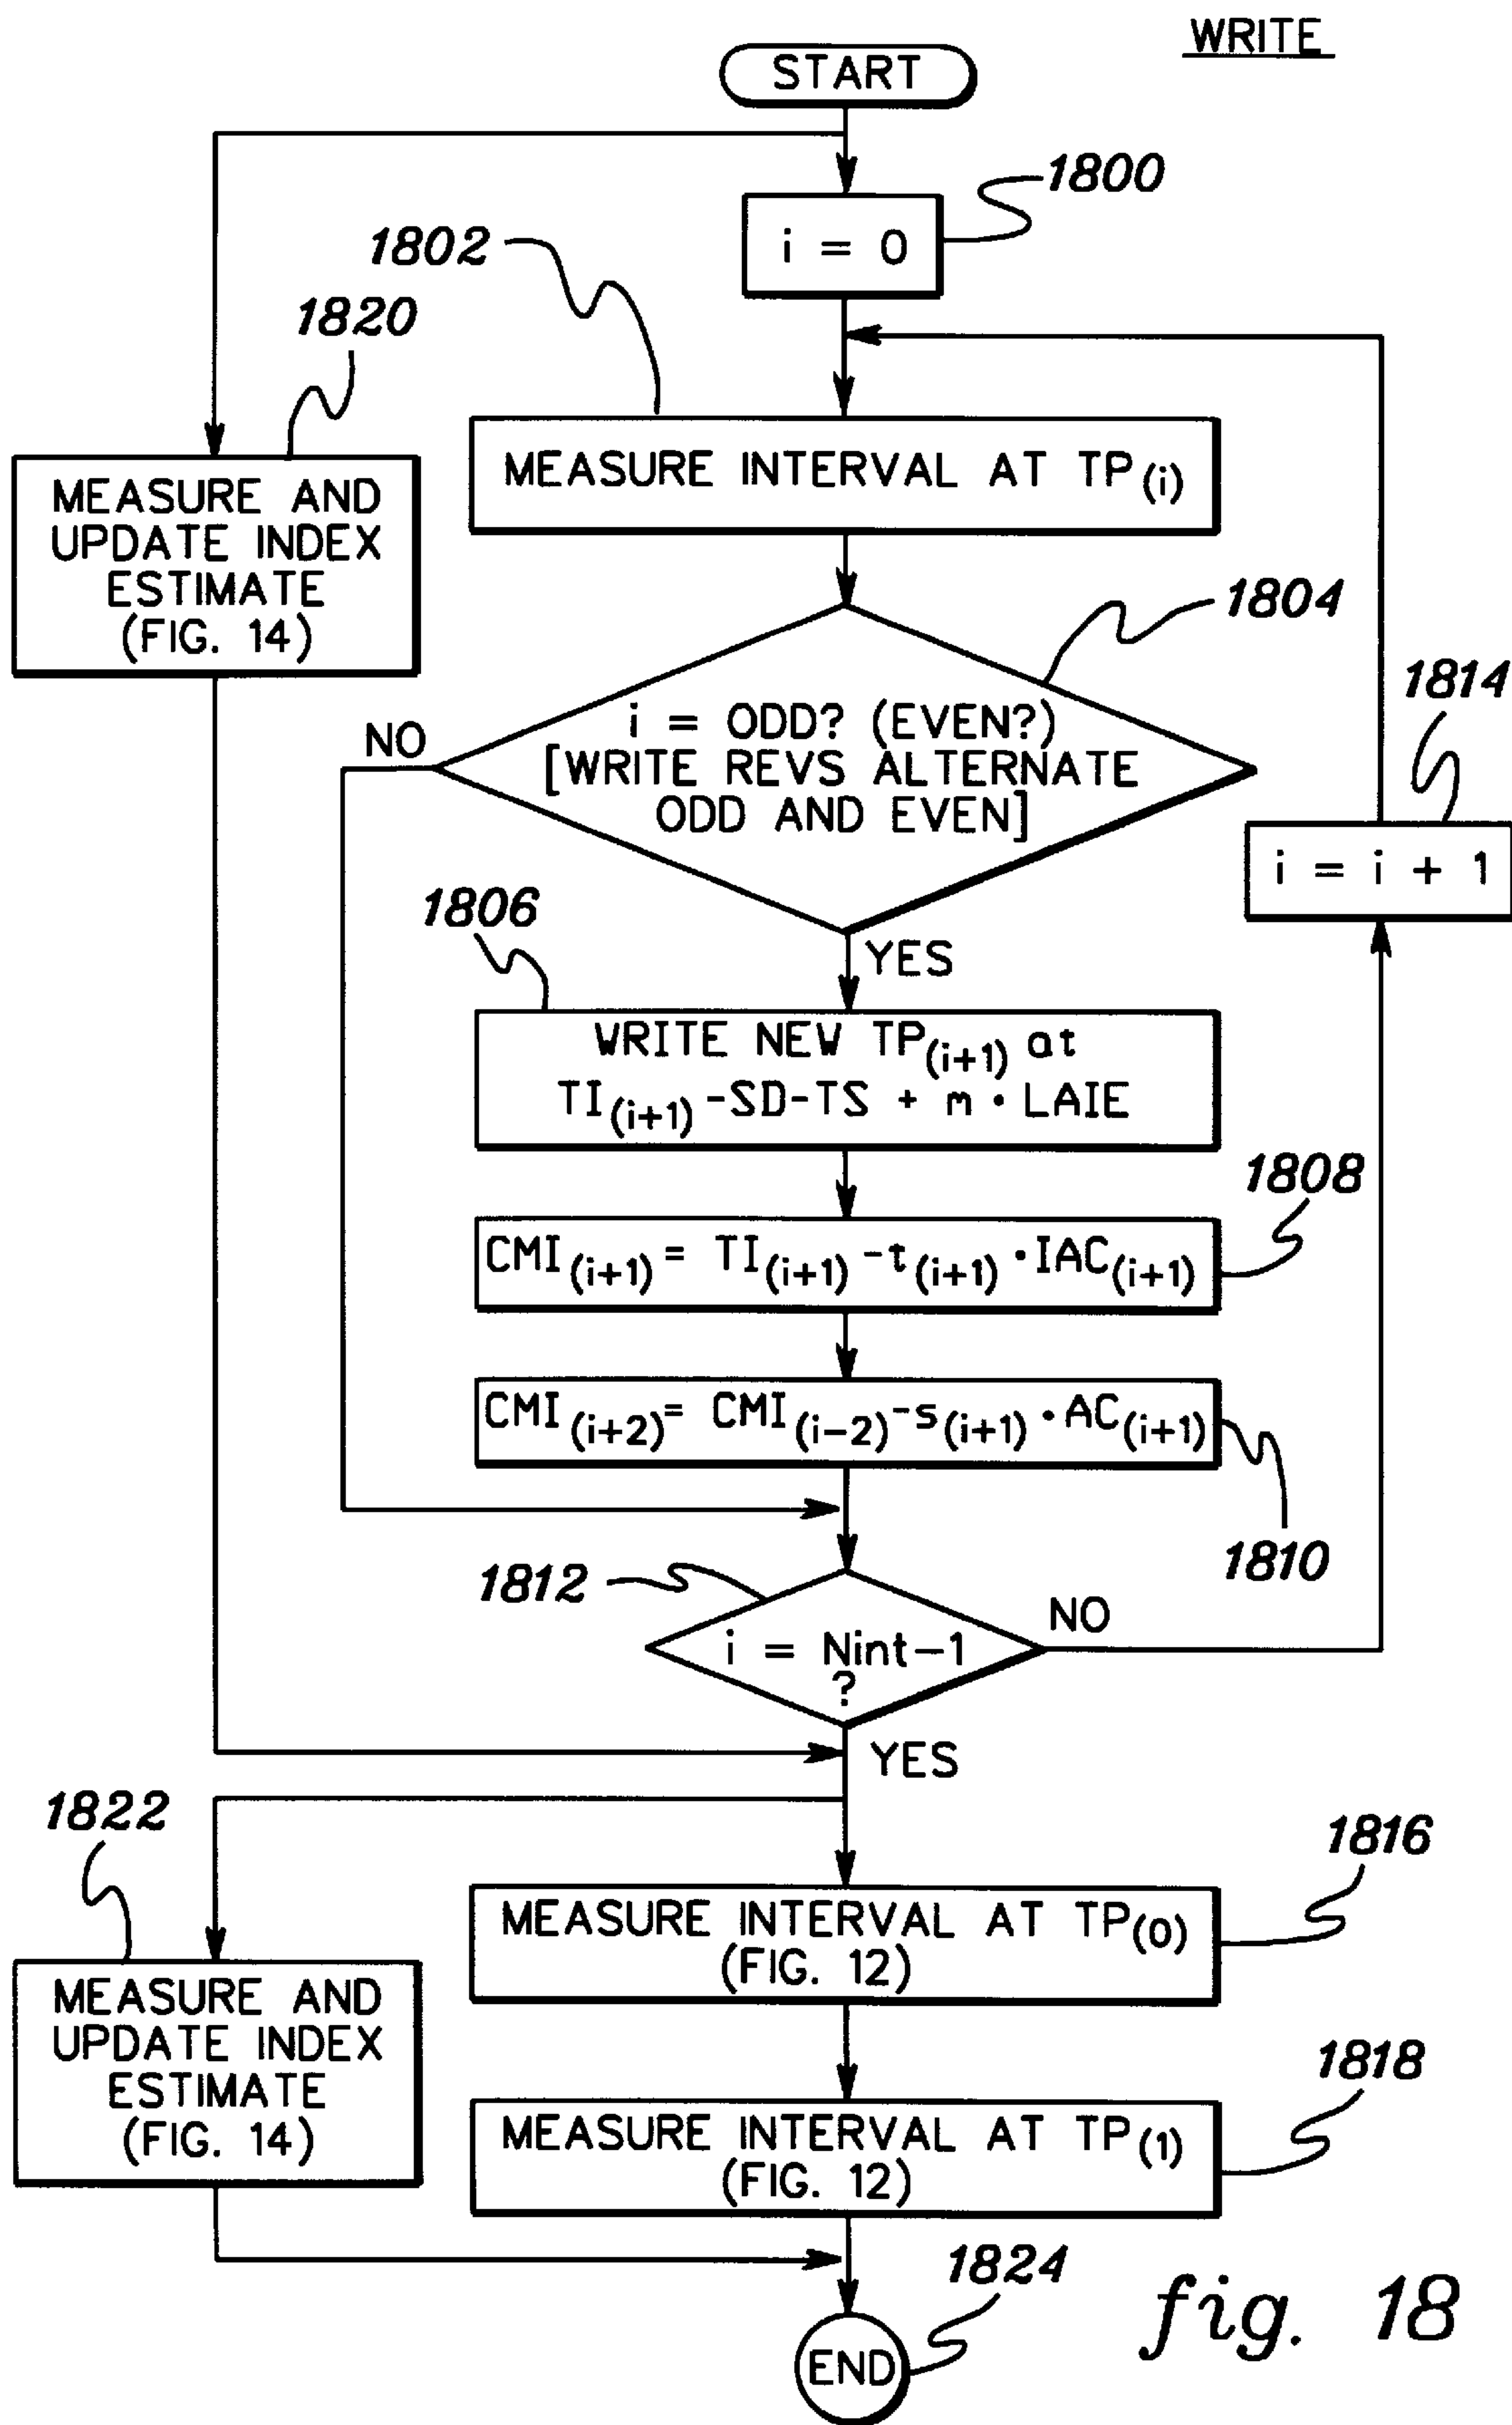 WRITE
START
1800
i = 0
1802
1820
MEASURE INTERVAL AT TP(i)
MEASURE AND
UPDATE INDEX
ESTIMATE
(FIG. 14)
1804
1814
NO
i = ODD? (EVEN?)
[WRITE REVS ALTERNATE
ODD AND EVEN]
i = i + 1
1806
YES
WRITE NEW TP(i+1) at
TI(i+1) -SD-TS + m • LAIE
1808
CMI(i+1) = TI(i+1) -t(i+1) •IAC(i+1)
CMI(i+2)= CMI(i-2)-s(i+1) •AC(i+1)
1810
1812
NO
i = Nint-1
?
YES
1822
1816
MEASURE INTERVAL AT TP(0)
(FIG. 12)
MEASURE AND
UPDATE INDEX
ESTIMATE
(FIG. 14)
1818
MEASURE INTERVAL AT TP(1)
(FIG. 12)
1824
END
fig. 18